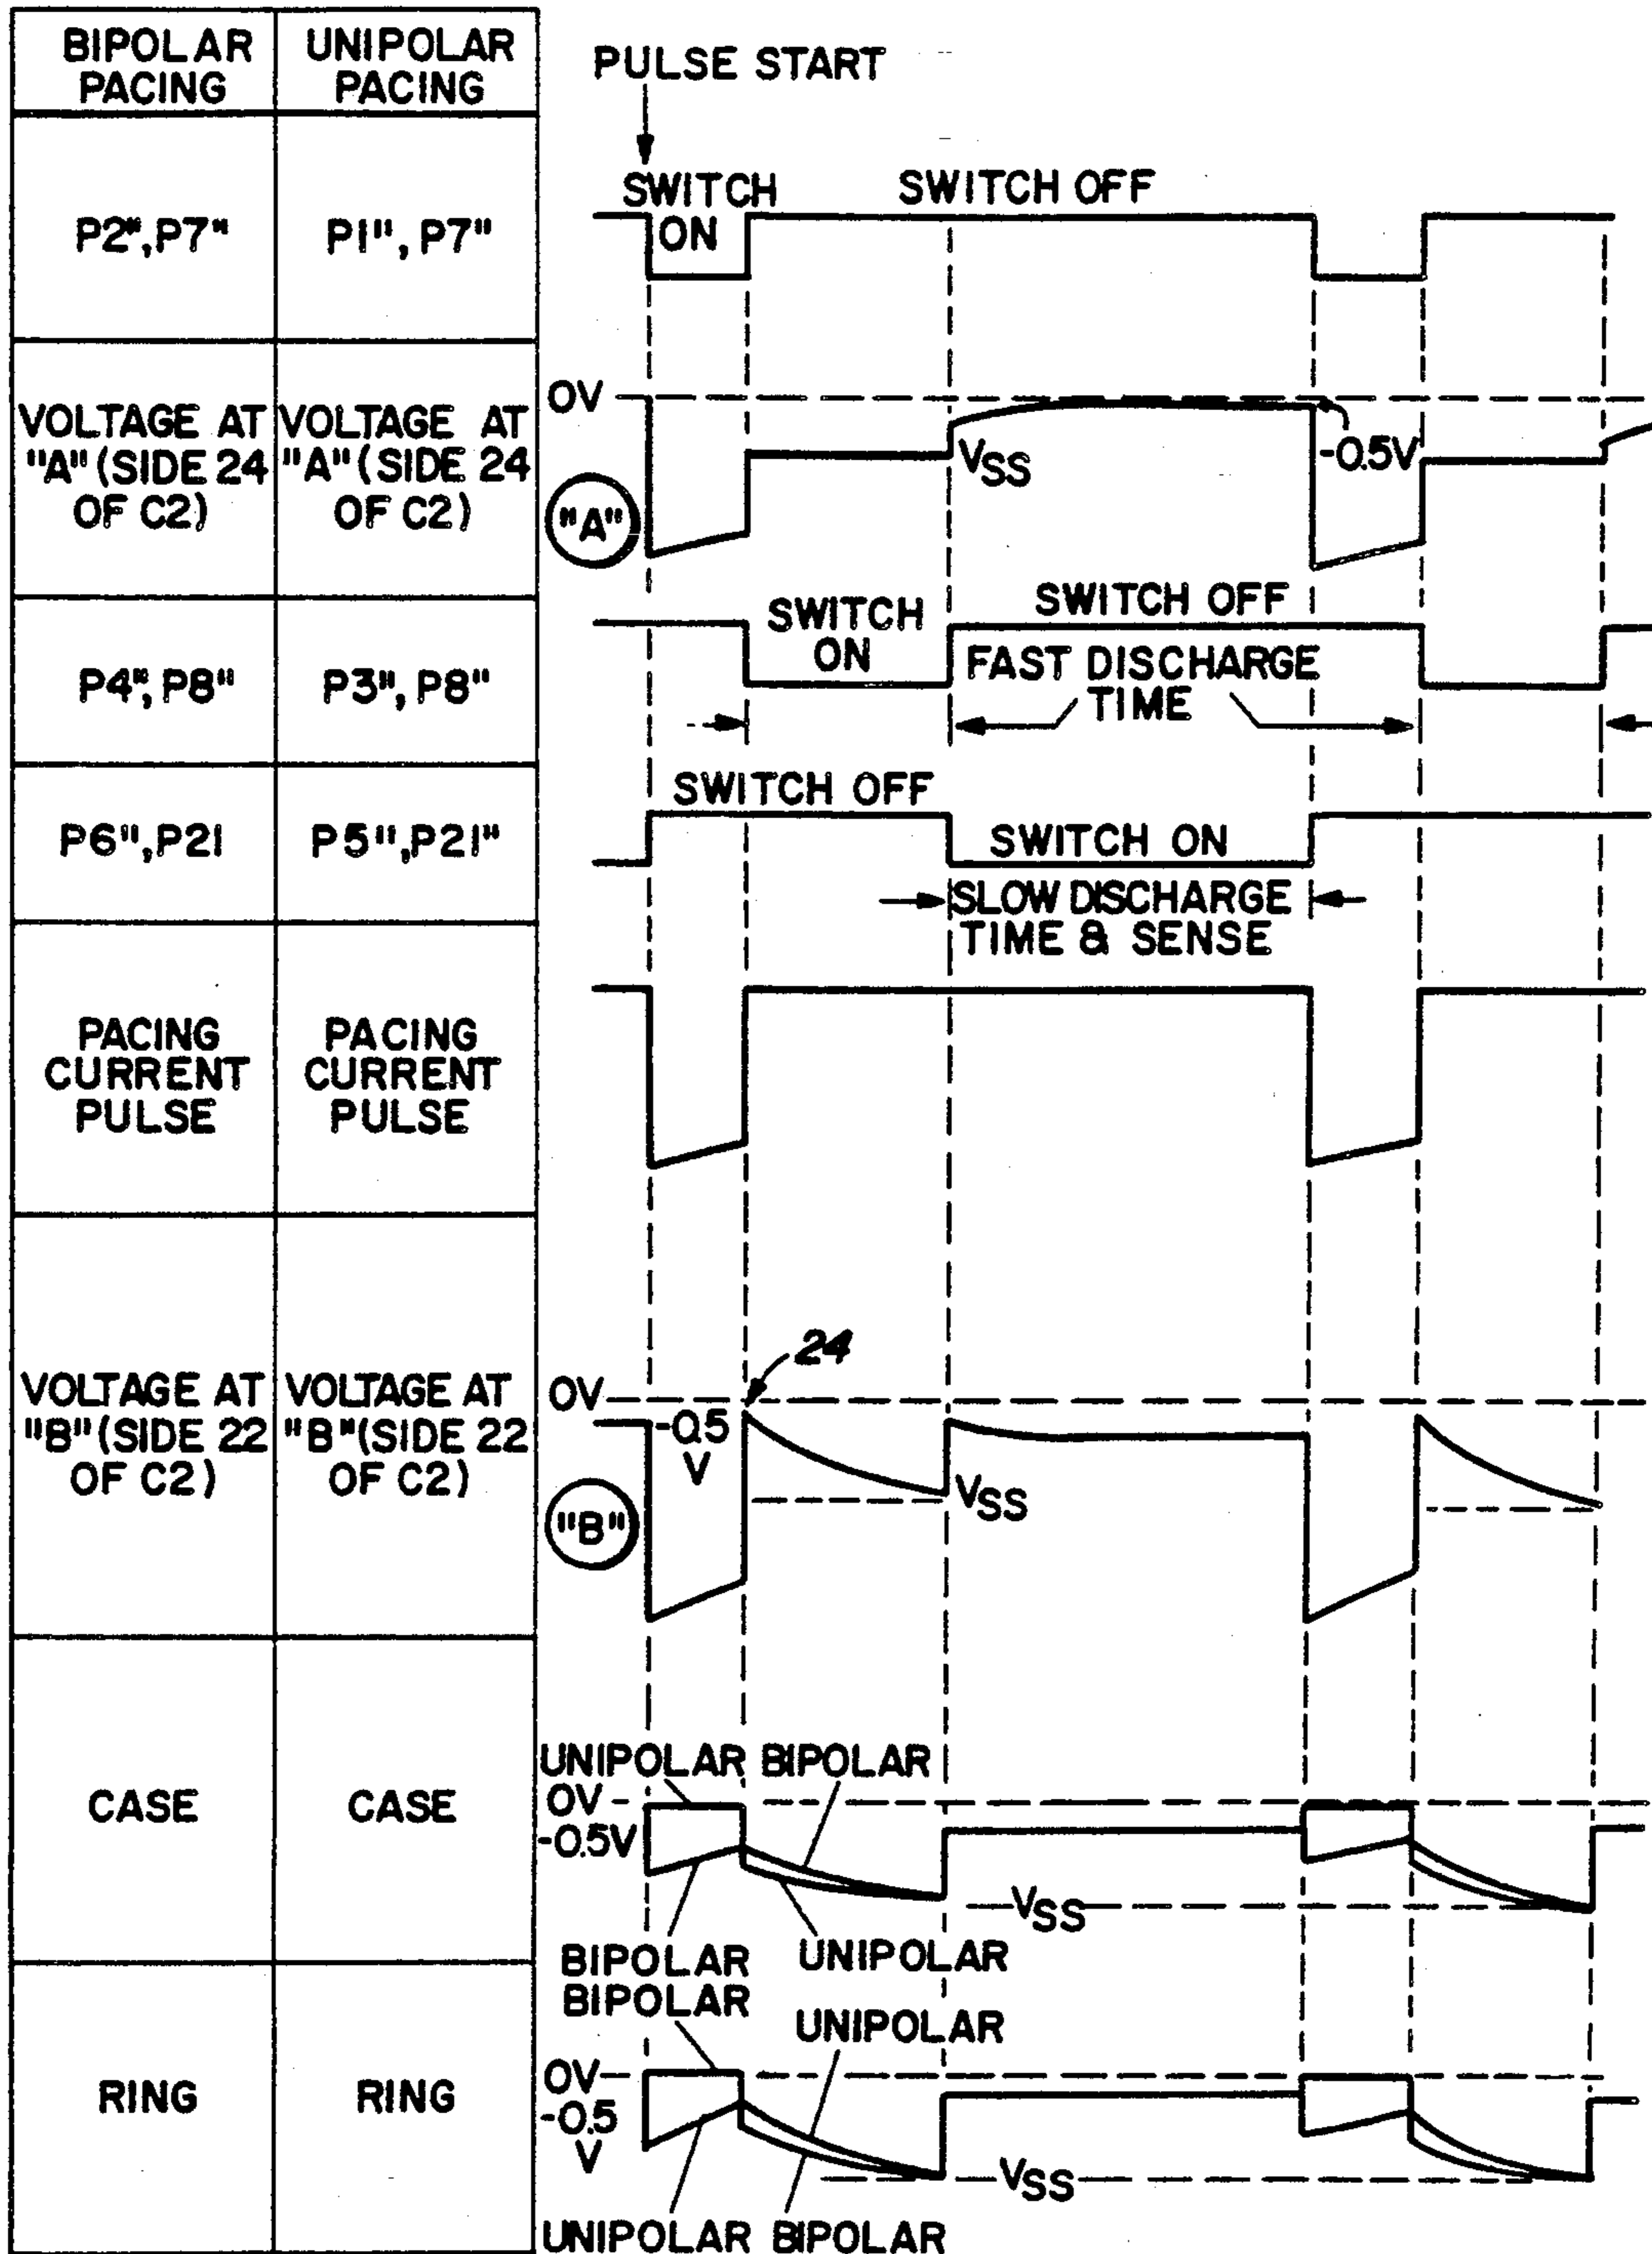 BIPOLAR
PACING
UNIPOLAR
PACING
PULSE START
P2", P7"
P1", P7"
SWITCH
ON
SWITCH OFF
VOLTAGE AT
"A" (SIDE 24
OF C2)
VOLTAGE AT
"A" (SIDE 24
OF C2)
0V
"A"
VSS
-0.5V
P4", P8"
P3", P8"
SWITCH
ON
SWITCH OFF
FAST DISCHARGE
TIME
P6", P21
P5", P21"
SWITCH OFF
SWITCH ON
SLOW DISCHARGE
TIME & SENSE
PACING
CURRENT
PULSE
PACING
CURRENT
PULSE
VOLTAGE AT
"B" (SIDE 22
OF C2)
VOLTAGE AT
"B" (SIDE 22
OF C2)
24
0V
-0.5
V
"B"
VSS
CASE
CASE
UNIPOLAR BIPOLAR
0V
-0.5V
VSS
BIPOLAR UNIPOLAR
RING
RING
BIPOLAR
UNIPOLAR
0V
-0.5
V
VSS
UNIPOLAR BIPOLAR